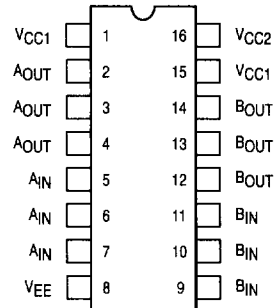 VCC1 1 16 VCC2
AOUT 2 15 VCC1
AOUT 3 14 BOUT
AOUT 4 13 BOUT
AIN 5 12 BOUT
AIN 6 11 BIN
AIN 7 10 BIN
VEE 8 9 BIN